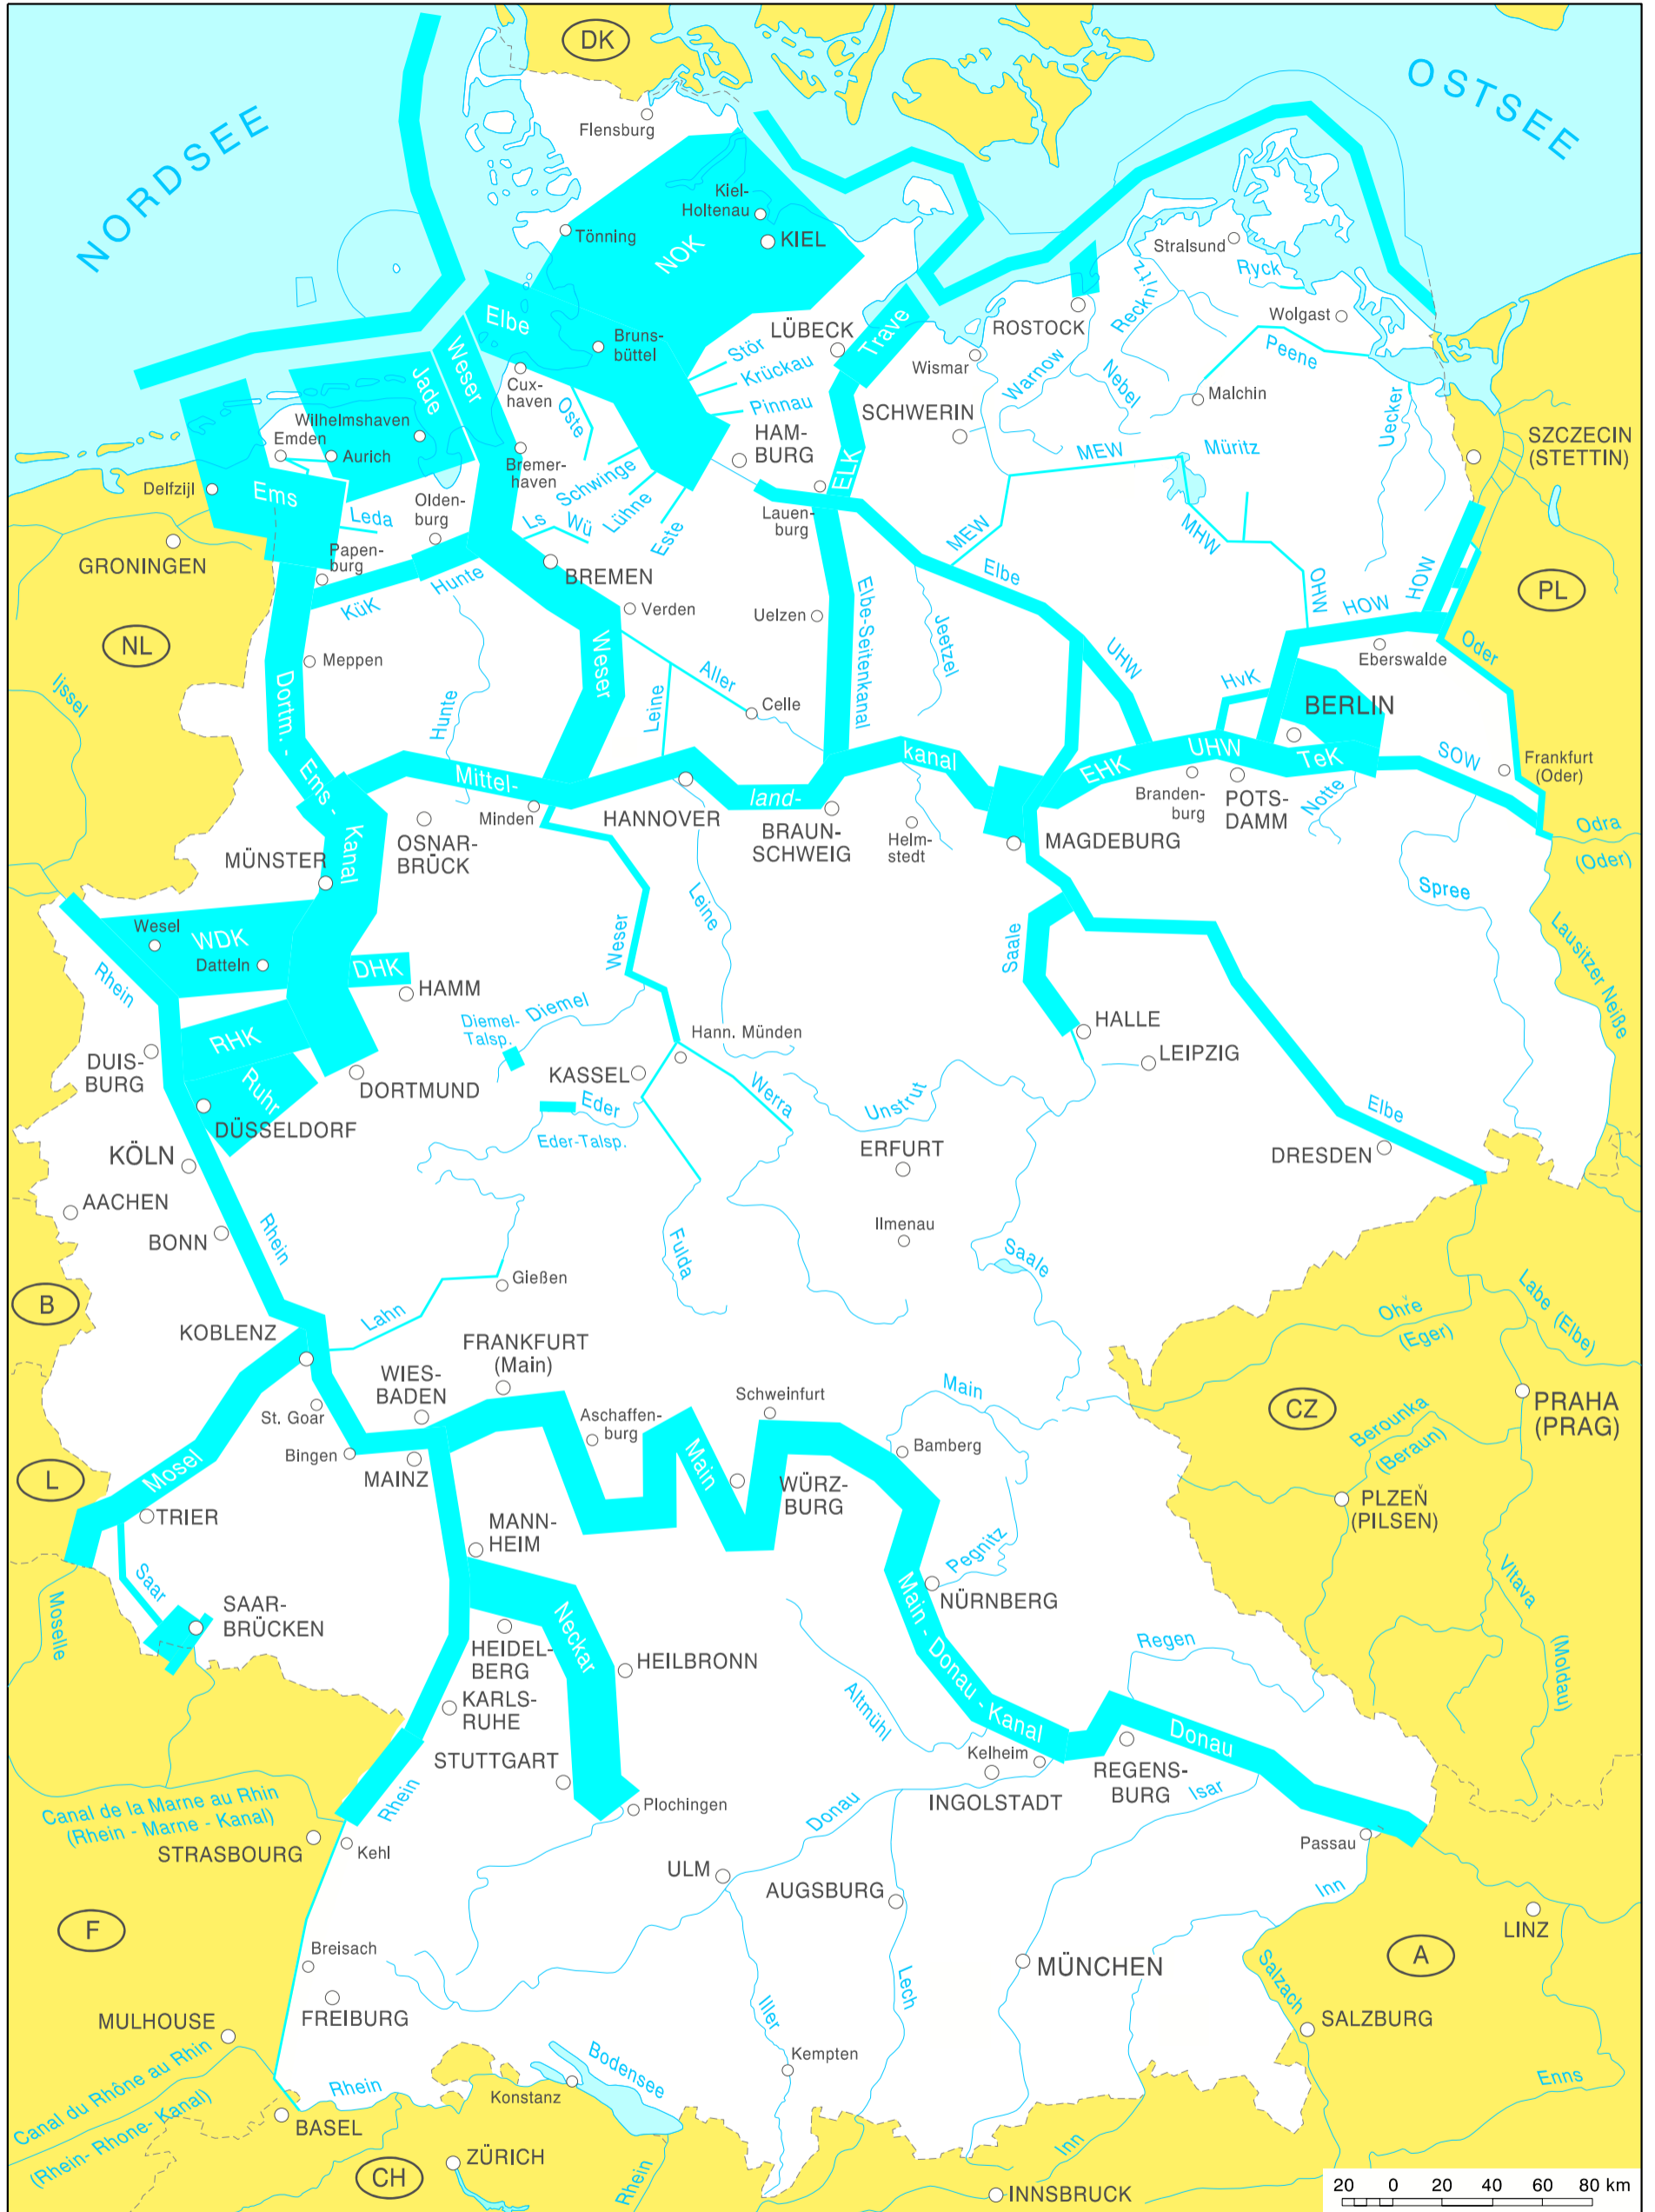 DK
NORDSEE
OSTSEE
Flensburg
Kiel-
Holtenau
KIEL
Tönning
NOK
Stralsund
Ryck
Recknitz
Wolgast
ROSTOCK
Elbe
Bruns-
büttel
LÜBECK
Trave
Wismar
Warnow
Nebel
Peene
Malchin
Stör
Krückau
Pinnau
Weser
Jade
Cux-
haven
Oste
SCHWERIN
Uecker
Wilhelmshaven
Emden
Aurich
HAM-
BURG
MEW
Müritz
SZCZECIN
(STETTIN)
Bremer-
haven
Schwinge
ELK
Delfzijl
Ems
Olden-
burg
Leda
Ls
Wü
Lühne
Este
Lauen-
burg
MEW
MHW
GRONINGEN
Papen-
burg
BREMEN
Elbe
OHW
HOW
HOW
PL
KüK
Hunte
Verden
Uelzen
Elbe-Seitenkanal
Jeetzel
NL
Meppen
Weser
Aller
UHW
Eberswalde
Oder
Ijssel
Dortm.-
Ems-
Kanal
Hunte
Leine
Celle
HvK
BERLIN
Mittel-
land-
kanal
EHK
UHW
TeK
SOW
Frankfurt
(Oder)
Minden
HANNOVER
Branden-
burg
POTS-
DAMM
Notte
OSNAR-
BRÜCK
BRAUN-
SCHWEIG
Helm-
stedt
MAGDEBURG
Odra
(Oder)
MÜNSTER
Spree
Leine
Weser
Saale
Lausitzer Neiße
Wesel
WDK
Datteln
DHK
HAMM
Rhein
Diemel-
Talsp.
Diemel
Hann. Münden
HALLE
LEIPZIG
RHK
DUIS-
BURG
Ruhr
DORTMUND
KASSEL
Werra
Unstrut
Elbe
DÜSSELDORF
Eder
Eder-Talsp.
ERFURT
DRESDEN
KÖLN
AACHEN
BONN
Rhein
Fulda
Ilmenau
Saale
Gießen
B
Lahn
Labe
(Elbe)
Ohře
(Eger)
KOBLENZ
FRANKFURT
(Main)
WIES-
BADEN
St. Goar
Schweinfurt
Main
CZ
PRAHA
(PRAG)
Aschaffen-
burg
Bamberg
Berounka
(Beraun)
Bingen
MAINZ
Main
L
Mosel
WÜRZ-
BURG
PLZEŇ
(PILSEN)
TRIER
MANN-
HEIM
Pegnitz
NÜRNBERG
Vltava
(Moldau)
Saar
Moselle
SAAR-
BRÜCKEN
Neckar
HEIDEL-
BERG
HEILBRONN
Main - Donau - Kanal
Regen
KARLS-
RUHE
Altmühl
Donau
STUTTGART
Kelheim
REGENS-
BURG
Rhein
Plochingen
INGOLSTADT
Isar
Canal de la Marne au Rhin
(Rhein - Marne - Kanal)
Donau
STRASBOURG
Kehl
Passau
ULM
AUGSBURG
Inn
LINZ
F
A
Breisach
MÜNCHEN
Lech
Salzach
FREIBURG
Iller
MULHOUSE
SALZBURG
Kempten
Bodensee
Canal du Rhône au Rhin
(Rhein-Rhone-Kanal)
Rhein
Konstanz
Enns
BASEL
Inn
ZÜRICH
CH
Rhein
INNSBRUCK
20 0 20 40 60 80 km